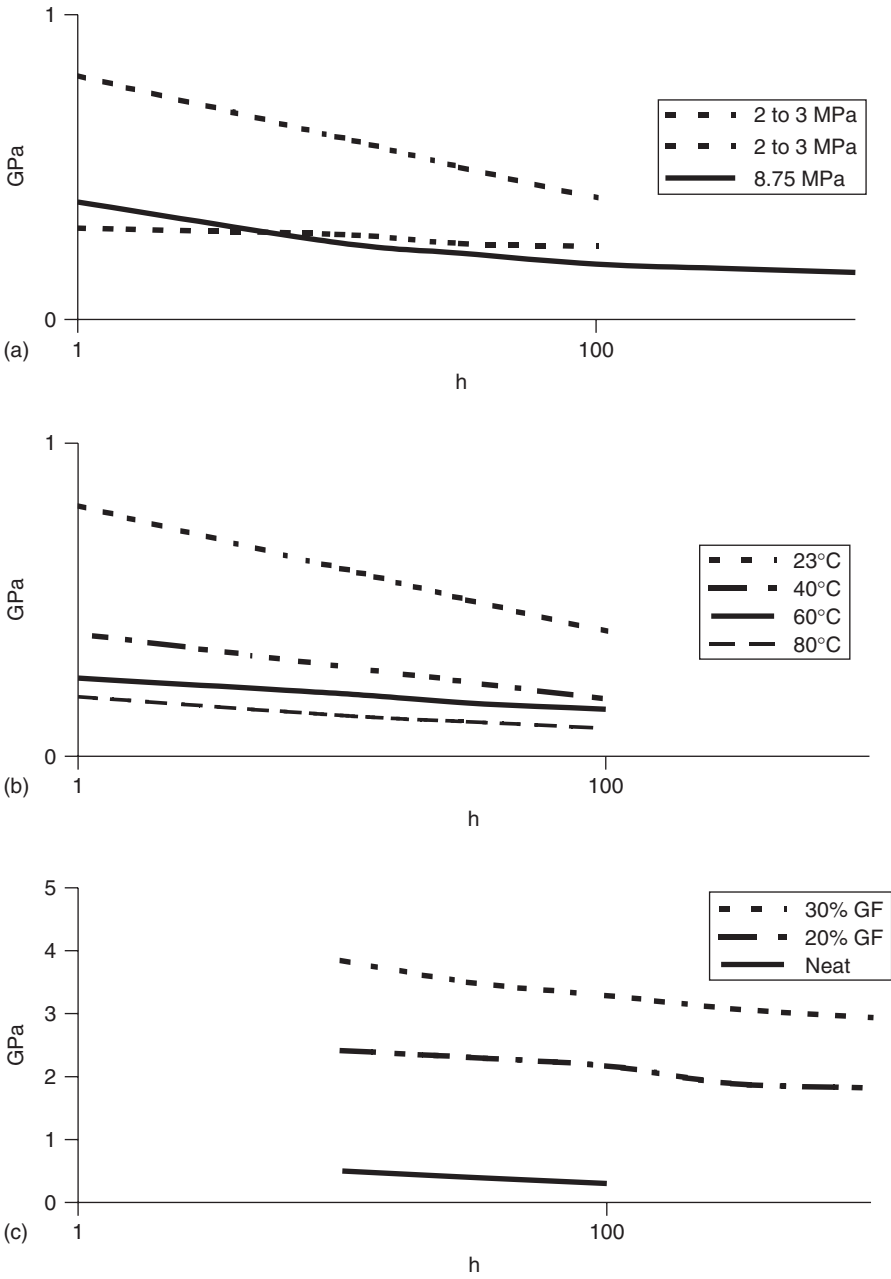 1
GPa
2 to 3 MPa
2 to 3 MPa
8.75 MPa
0
(a)
1
100
h
1
GPa
23°C
40°C
60°C
80°C
0
(b)
1
100
h
5
4
3
2
1
0
GPa
30% GF
20% GF
Neat
(c)
1
100
h